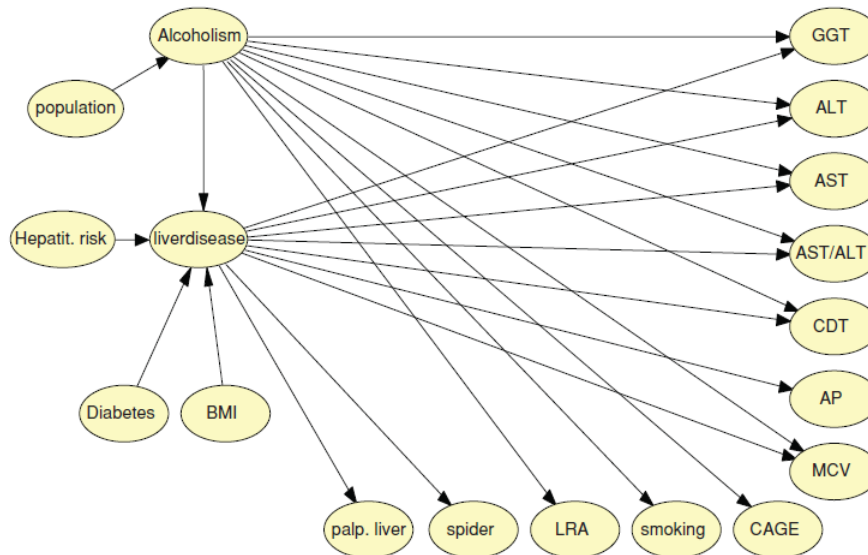 Alcoholism
GGT
population
ALT
AST
Hepatit. risk
liverdisease
AST/ALT
CDT
Diabetes
BMI
AP
MCV
palp. liver
spider
LRA
smoking
CAGE